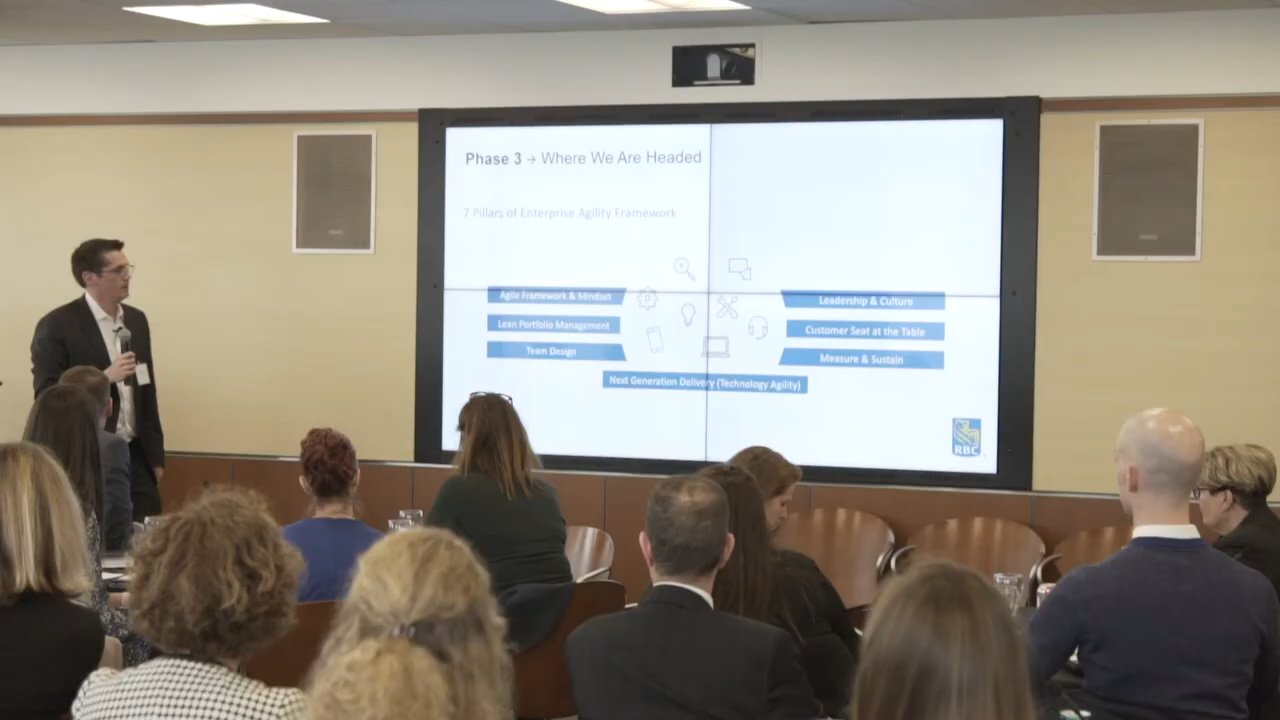 Phase 3 → Where We Are Headed
7 Pillars of Enterprise Agility Framework
Agile Framework & Mindset
Lean Portfolio Management
Team Design
Leadership & Culture
Customer Seat at the Table
Measure & Sustain
Next Generation Delivery (Technology Agility)
RBC